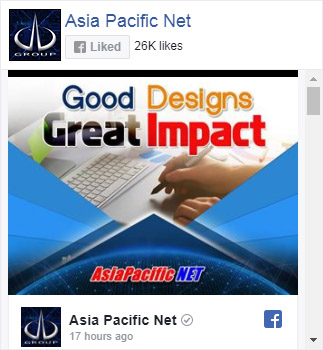 GROUP
Asia Pacific Net
Liked
26K likes
Good Designs
Great Impact
AsiaPacific NET
GROUP
Asia Pacific Net
17 hours ago